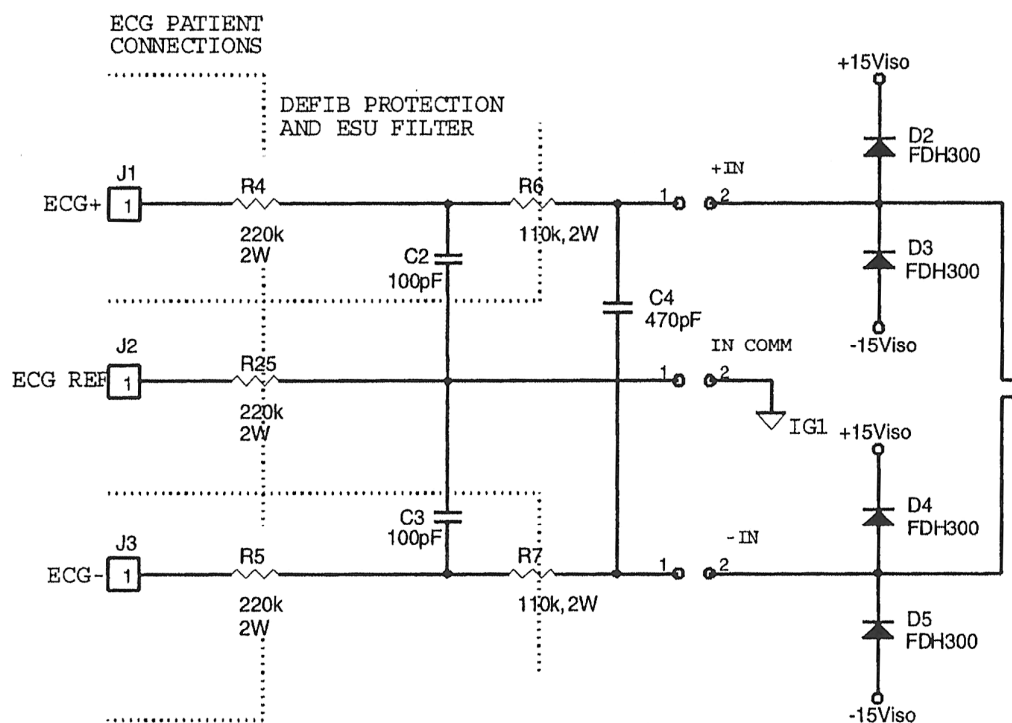 ECG PATIENT
CONNECTIONS
DEFIB PROTECTION
AND ESU FILTER
+15Viso
D2
FDH300
J1
ECG+
1
R4
220k
2W
R6
110k, 2W
1
2
+IN
C2
100pF
D3
FDH300
C4
470pF
-15Viso
J2
ECG REF
1
R25
220k
2W
IN COMM
1
2
IG1
+15Viso
D4
FDH300
C3
100pF
J3
ECG-
1
R5
220k
2W
R7
110k, 2W
-IN
1
2
D5
FDH300
-15Viso